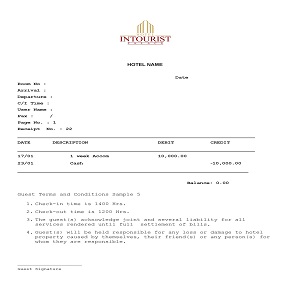 INTOURIST
HOTEL NAME
Date
Room No :
Arrival :
Departure :
C/I Time :
User Name :
Pax :    /
Page No. : 1
Receipt No. : 22
DATE DESCRIPTION DEBIT CREDIT
17/01 1 week Accom 10,000.00
23/01 Cash -10,000.00
Balance: 0.00
Guest Terms and Conditions Sample 5
1. Check-in time is 1400 Hrs.
2. Check-out time is 1200 Hrs.
3. The guest(s) acknowledge joint and several liability for all
services rendered until full settlement of bills.
4. Guest(s) will be held responsible for any loss or damage to hotel
property caused by themselves, their friend(s) or any person(s) for
whom they are responsible.
Guest Signature